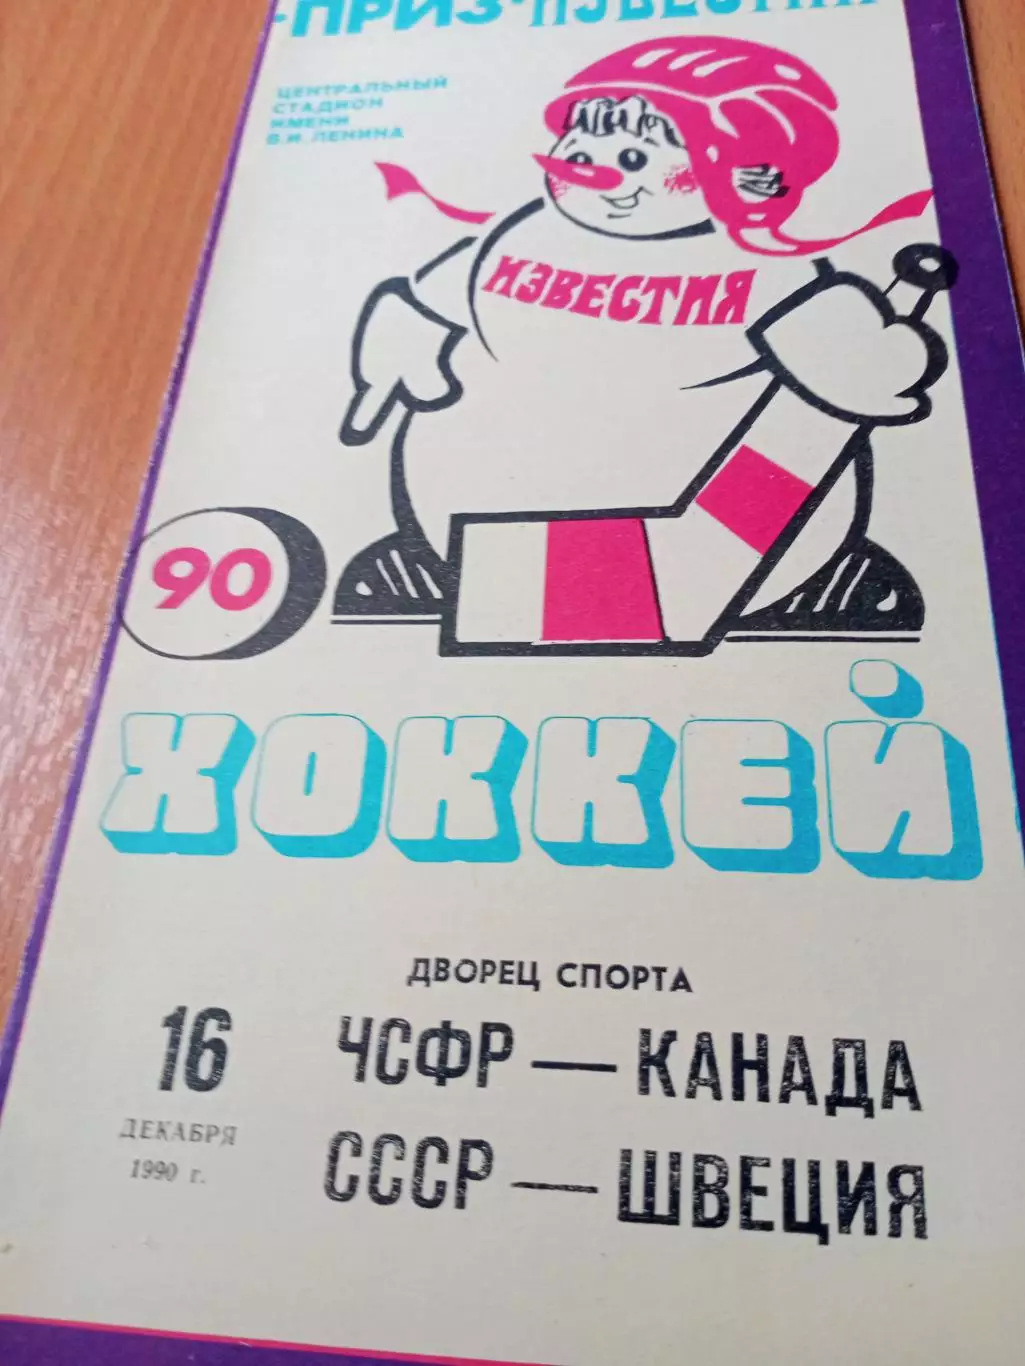 «ПРИЗ «ИЗВЕСТИЙ»
ЦЕНТРАЛЬНЫЙ
СТАДИОН
ИМЕНИ
В.И. ЛЕНИНА
ИЗВЕСТИЯ
90
ХОККЕЙ
ДВОРЕЦ СПОРТА
16
ДЕКАБРЯ
1990 г.
ЧСФР — КАНАДА
СССР — ШВЕЦИЯ